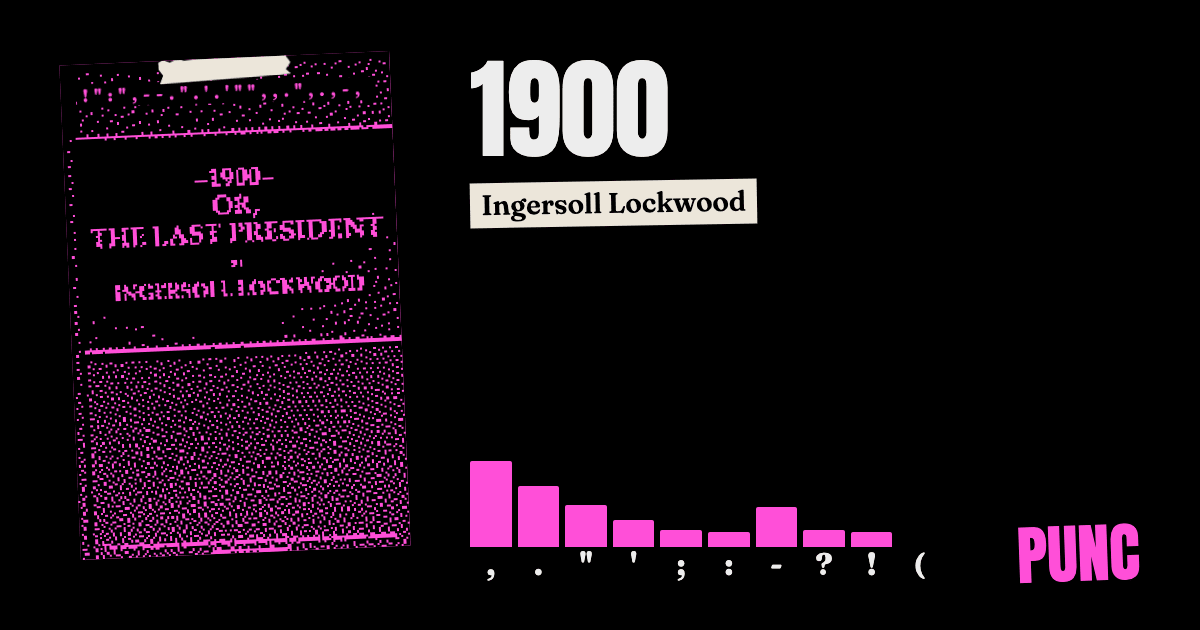 !":",--.".'.'"",,.",.,-,
–1900–
OR,
THE LAST PRESIDENT
INGERSOLL LOCKWOOD
1900
Ingersoll Lockwood
, . " ' ; : - ? ! (
PUNC